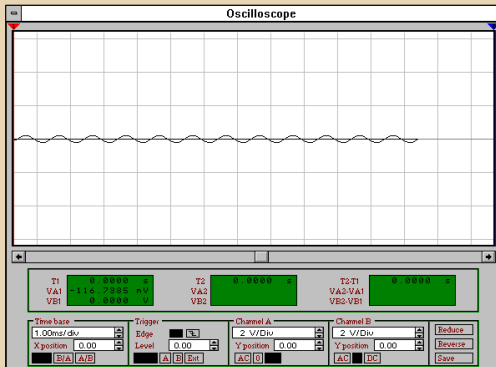 Oscilloscope
T1 0.0000 s T2 0.0000 s T2-T1 0.0000 s
VA1 -116.7385 mV VA2 VA2-VA1
VB1 0.0000 V VB2 VB2-VB1
Time base Trigger Channel A Channel B
1.00ms/div Edge 2 V/Div 2 V/Div Reduce
X position 0.00 Level 0.00 Y position 0.00 Y position 0.00 Reverse
B/A A/B A B Ext AC 0 AC DC Save